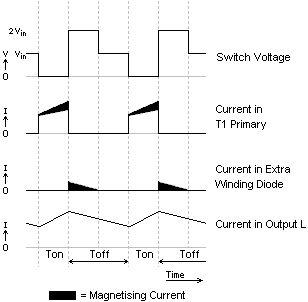 2Vin
V Vin
0
Switch Voltage
I
0
Current in
T1 Primary
I
0
Current in Extra
Winding Diode
I
0
Current in Output L
Ton Toff Ton Toff
Time
= Magnetising Current